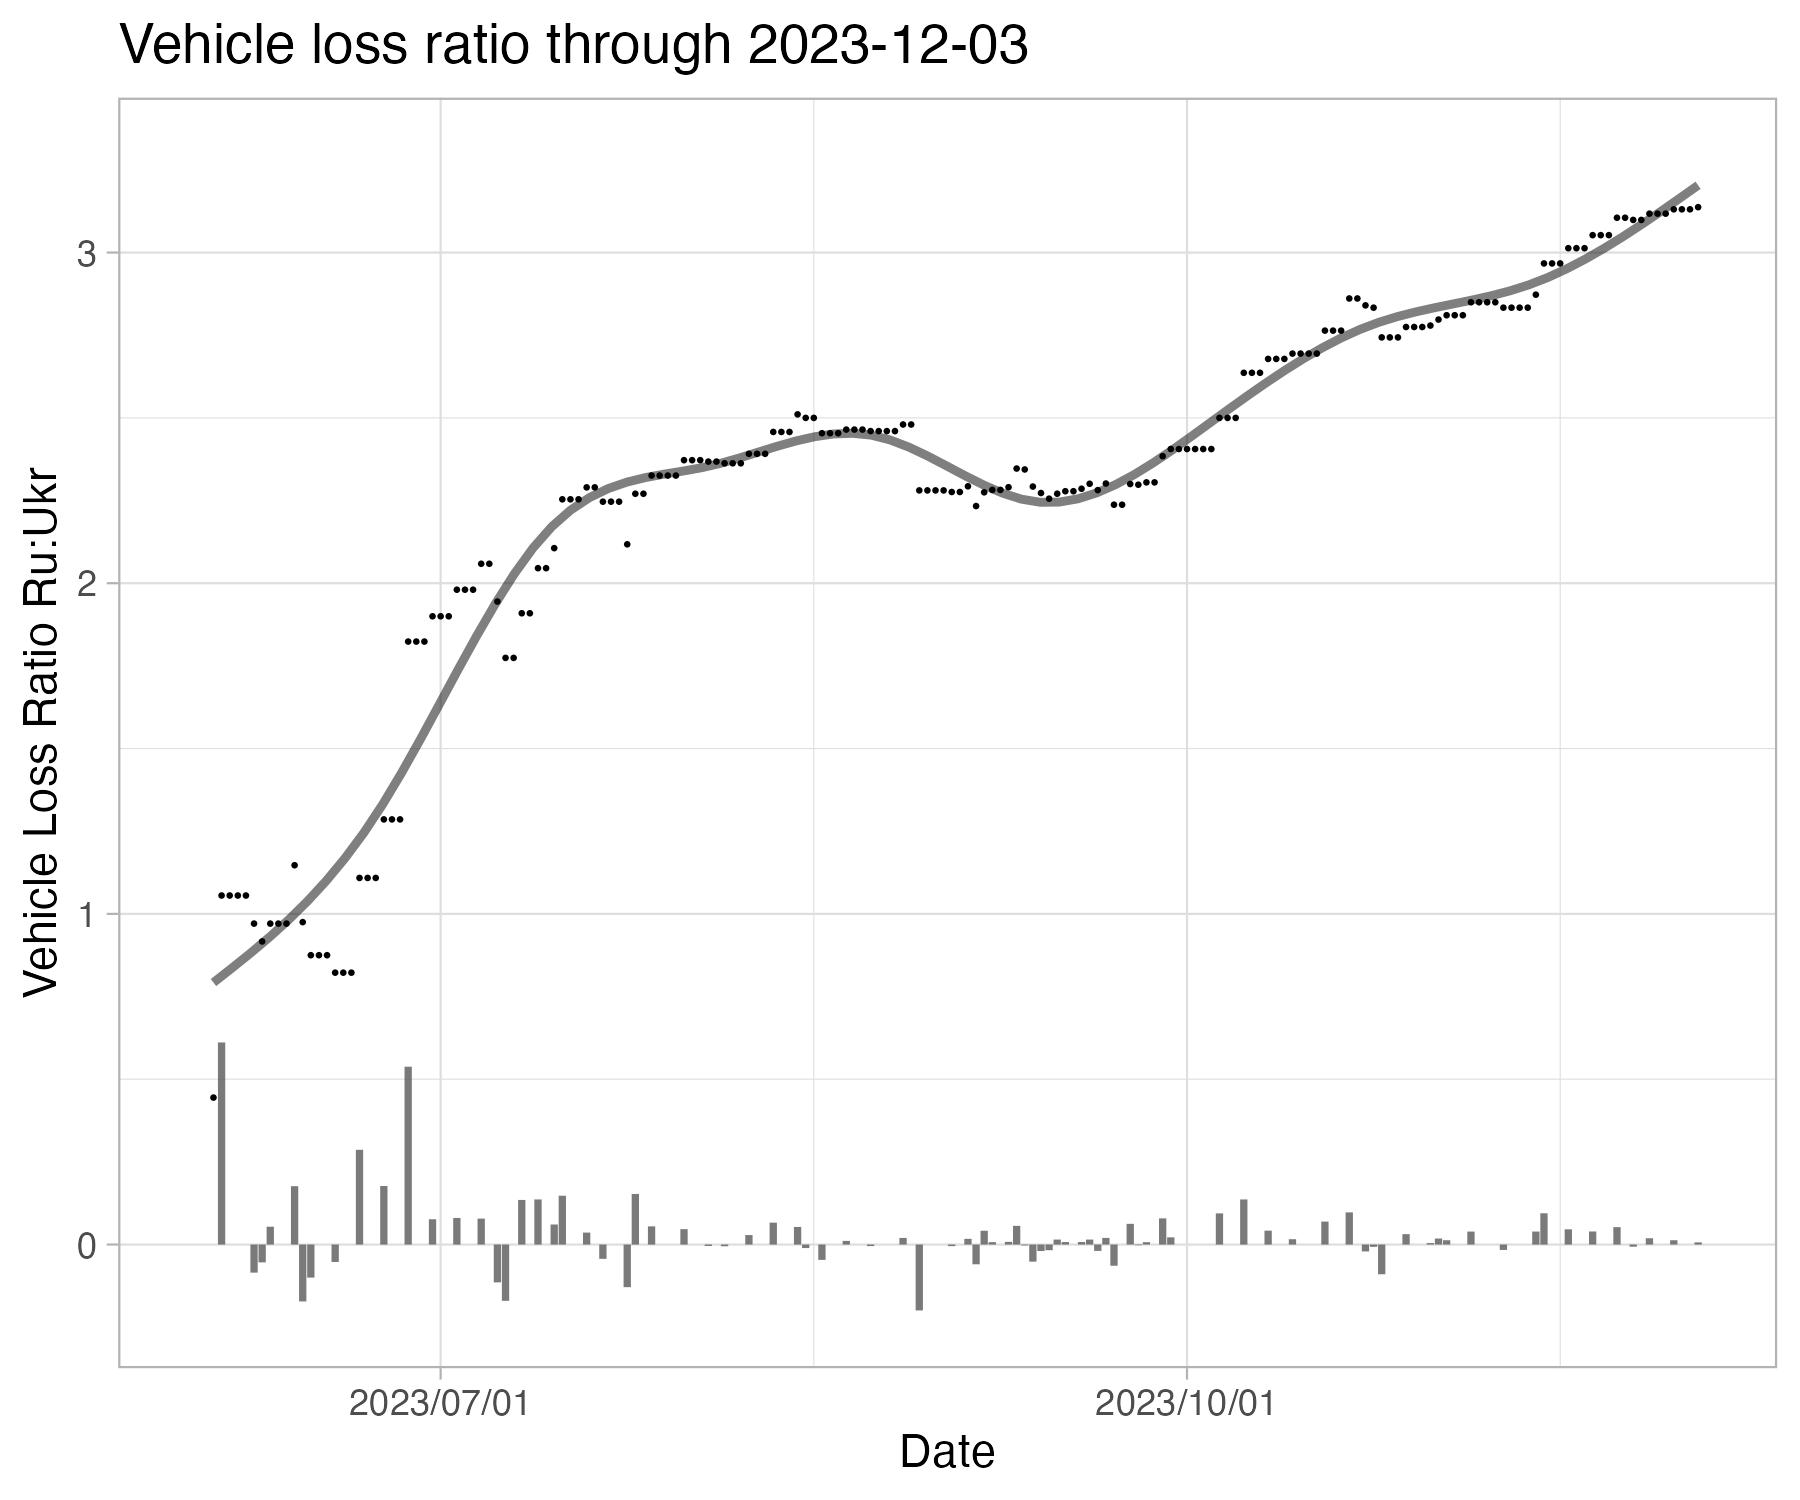 Vehicle loss ratio through 2023-12-03
Vehicle Loss Ratio Ru:Ukr
3
2
1
0
2023/07/01
2023/10/01
Date